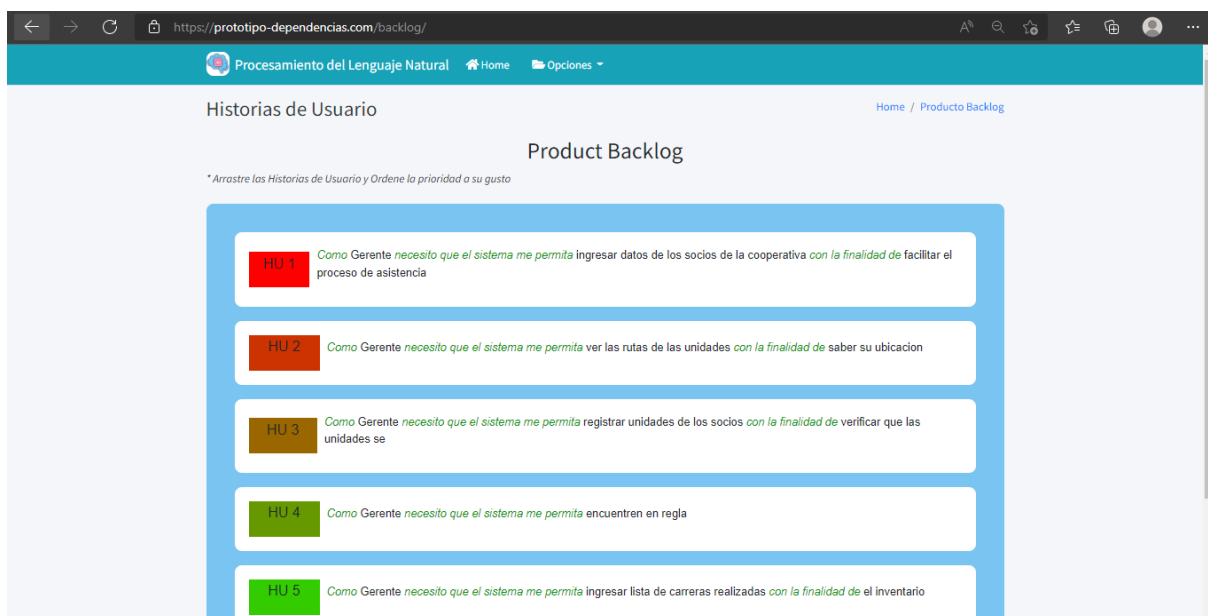 https://prototipo-dependencias.com/backlog/
Procesamiento del Lenguaje Natural Home Opciones
Historias de Usuario
Home / Producto Backlog
Product Backlog
* Arrastre las Historias de Usuario y Ordene la prioridad a su gusto
HU 1
Como Gerente necesito que el sistema me permita ingresar datos de los socios de la cooperativa con la finalidad de facilitar el
proceso de asistencia
HU 2
Como Gerente necesito que el sistema me permita ver las rutas de las unidades con la finalidad de saber su ubicacion
HU 3
Como Gerente necesito que el sistema me permita registrar unidades de los socios con la finalidad de verificar que las
unidades se
HU 4
Como Gerente necesito que el sistema me permita encuentren en regla
HU 5
Como Gerente necesito que el sistema me permita ingresar lista de carreras realizadas con la finalidad de el inventario